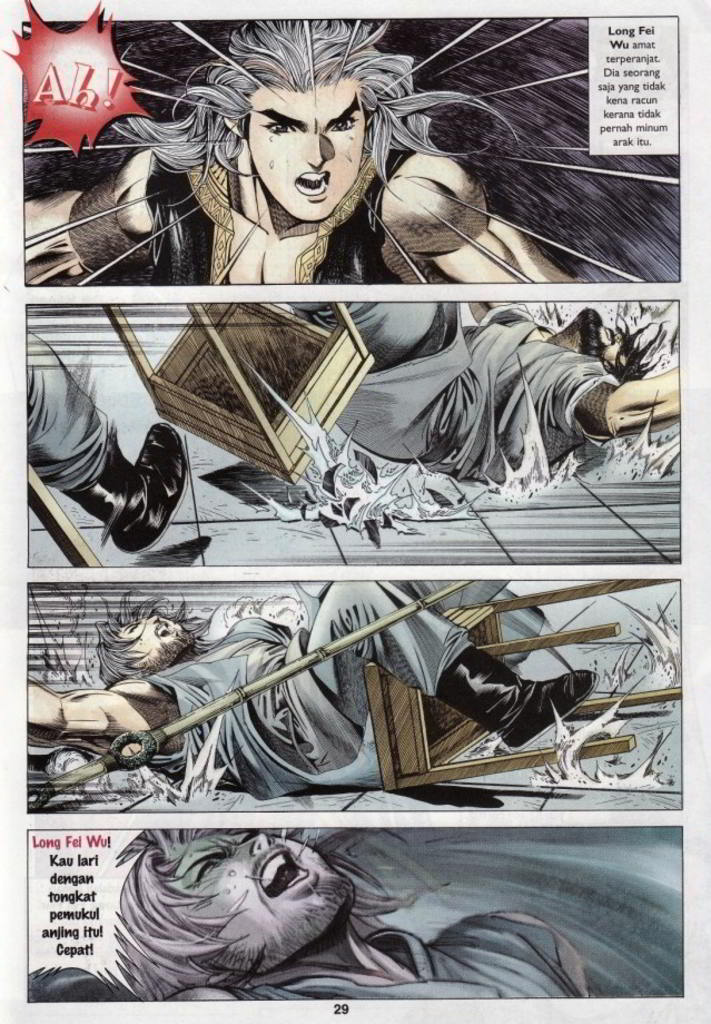 Ah!
Long Fei
Wu amat
terperanjat.
Dia seorang
saja yang tidak
kena racun
kerana tidak
pernah minum
arak itu.
Long Fei Wu!
Kau lari
dengan
tongkat
pemukul
anjing itu!
Cepat!
29